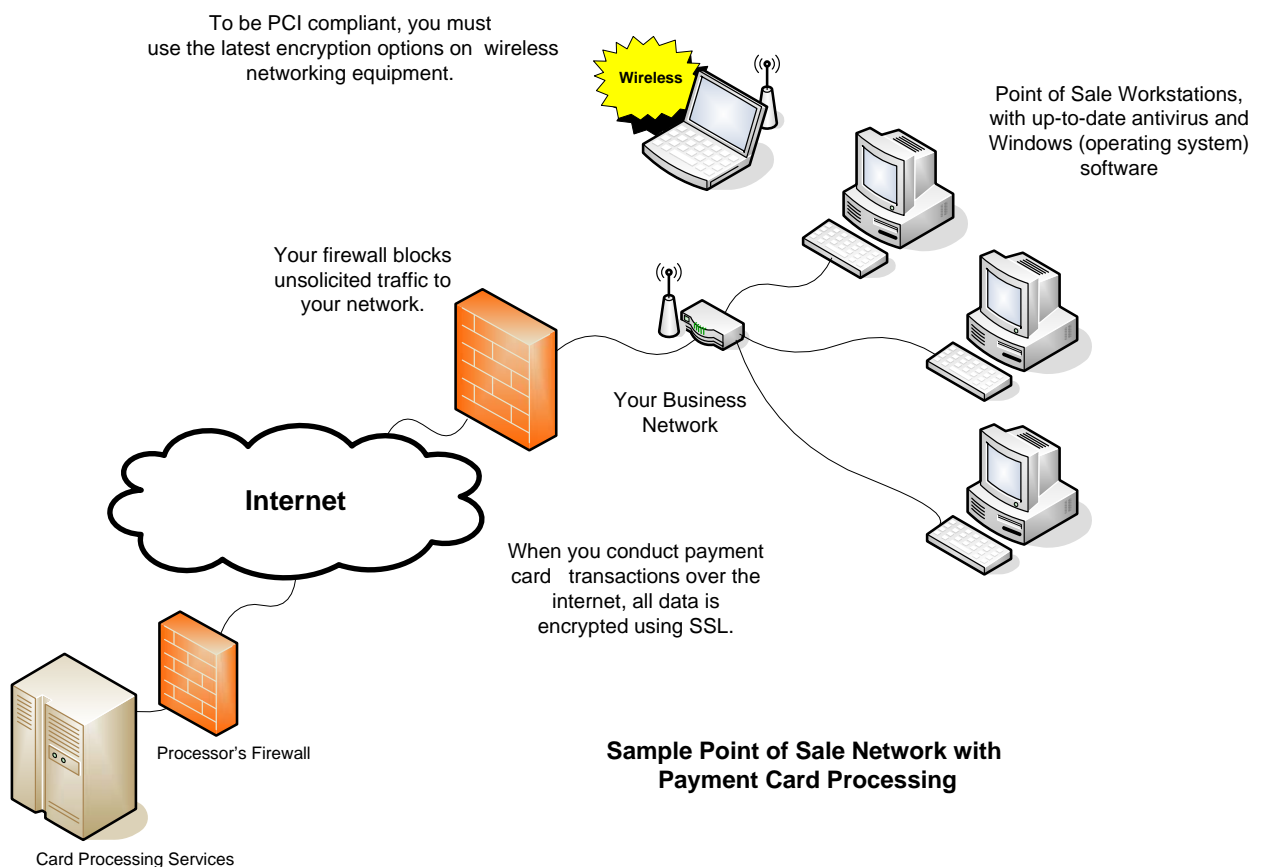 To be PCI compliant, you must
use the latest encryption options on wireless
networking equipment.
Wireless
Point of Sale Workstations,
with up-to-date antivirus and
Windows (operating system)
software
Your firewall blocks
unsolicited traffic to
your network.
Your Business
Network
Internet
When you conduct payment
card transactions over the
internet, all data is
encrypted using SSL.
Processor's Firewall
Sample Point of Sale Network with
Payment Card Processing
Card Processing Services